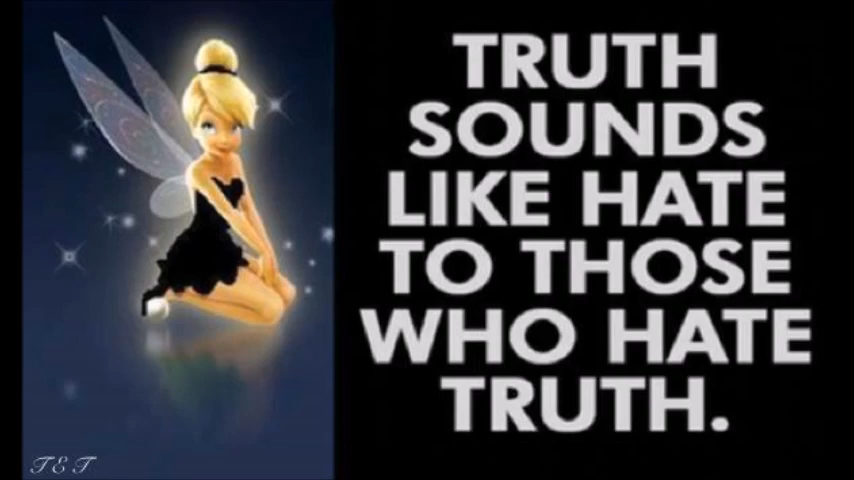 TRUTH
SOUNDS
LIKE HATE
TO THOSE
WHO HATE
TRUTH.
T & T